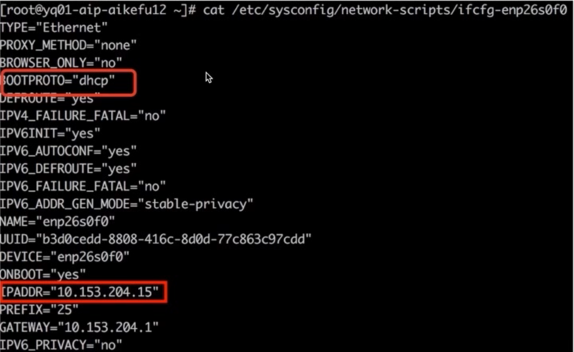 [root@yq01-aip-aikefu12 ~]# cat /etc/sysconfig/network-scripts/ifcfg-enp26s0f0
TYPE="Ethernet"
PROXY_METHOD="none"
BROWSER_ONLY="no"
BOOTPROTO="dhcp"
DEFROUTE="yes"
IPV4_FAILURE_FATAL="no"
IPV6INIT="yes"
IPV6_AUTOCONF="yes"
IPV6_DEFROUTE="yes"
IPV6_FAILURE_FATAL="no"
IPV6_ADDR_GEN_MODE="stable-privacy"
NAME="enp26s0f0"
UUID="b3d0cedd-8808-416c-8d0d-77c863c97cdd"
DEVICE="enp26s0f0"
ONBOOT="yes"
IPADDR="10.153.204.15"
PREFIX="25"
GATEWAY="10.153.204.1"
IPV6_PRIVACY="no"